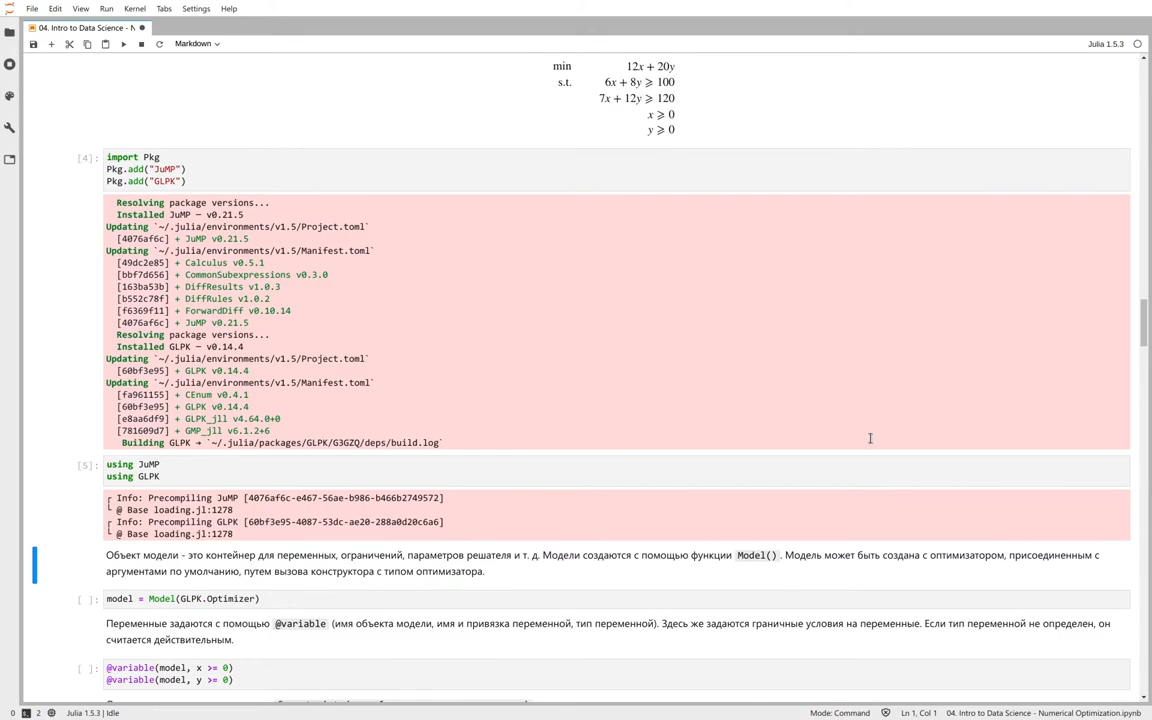 File Edit View Run Kernel Tabs Settings Help
04. Intro to Data Science - N
Markdown
Julia 1.5.3
min 12x + 20y
s.t. 6x + 8y ⩾ 100
7x + 12y ⩾ 120
x ⩾ 0
y ⩾ 0
[4]: import Pkg
Pkg.add("JuMP")
Pkg.add("GLPK")
Resolving package versions...
Installed JuMP ─ v0.21.5
Updating `~/.julia/environments/v1.5/Project.toml`
[4076af6c] + JuMP v0.21.5
Updating `~/.julia/environments/v1.5/Manifest.toml`
[49dc2e85] + Calculus v0.5.1
[bbf7d656] + CommonSubexpressions v0.3.0
[163ba53b] + DiffResults v1.0.3
[b552c78f] + DiffRules v1.0.2
[f6369f11] + ForwardDiff v0.10.14
[4076af6c] + JuMP v0.21.5
Resolving package versions...
Installed GLPK ─ v0.14.4
Updating `~/.julia/environments/v1.5/Project.toml`
[60bf3e95] + GLPK v0.14.4
Updating `~/.julia/environments/v1.5/Manifest.toml`
[fa961155] + CEnum v0.4.1
[60bf3e95] + GLPK v0.14.4
[e8aa6df9] + GLPK_jll v4.64.0+0
[781609d7] + GMP_jll v6.1.2+6
Building GLPK → `~/.julia/packages/GLPK/G3GZQ/deps/build.log`
[5]: using JuMP
using GLPK
┌ Info: Precompiling JuMP [4076af6c-e467-56ae-b986-b466b2749572]
└ @ Base loading.jl:1278
┌ Info: Precompiling GLPK [60bf3e95-4087-53dc-ae20-288a0d20c6a6]
└ @ Base loading.jl:1278
Объект модели - это контейнер для переменных, ограничений, параметров решателя и т. д. Модели создаются с помощью функции Model(). Модель может быть создана с оптимизатором, присоединенным с
аргументами по умолчанию, путем вызова конструктора с типом оптимизатора.
[ ]: model = Model(GLPK.Optimizer)
Переменные задаются с помощью @variable (имя объекта модели, имя и привязка переменной, тип переменной). Здесь же задаются граничные условия на переменные. Если тип переменной не определен, он
считается действительным.
[ ]: @variable(model, x >= 0)
@variable(model, y >= 0)
0 2 Julia 1.5.3 | Idle Mode: Command Ln 1, Col 1 04. Intro to Data Science - Numerical Optimization.ipynb